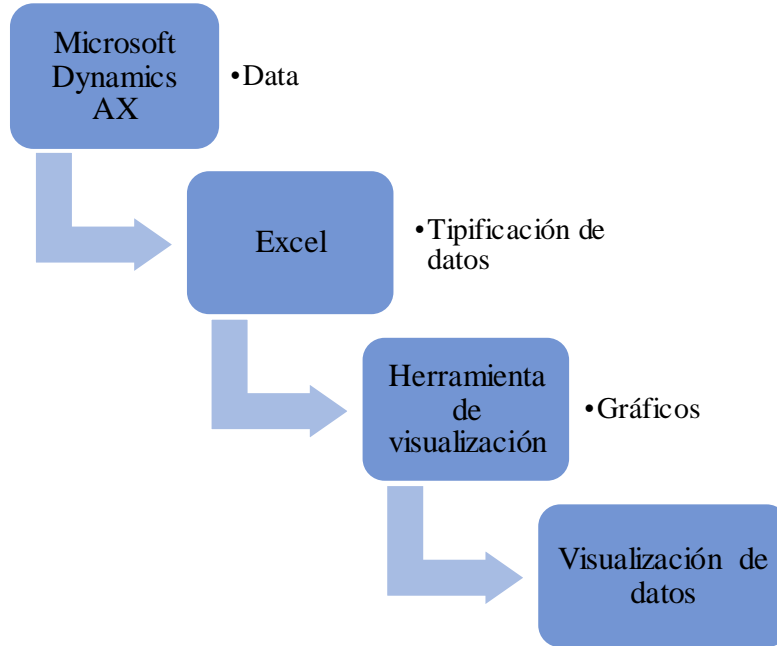 Microsoft
Dynamics
AX
•Data
Excel
•Tipificación de
datos
Herramienta
de
visualización
•Gráficos
Visualización de
datos